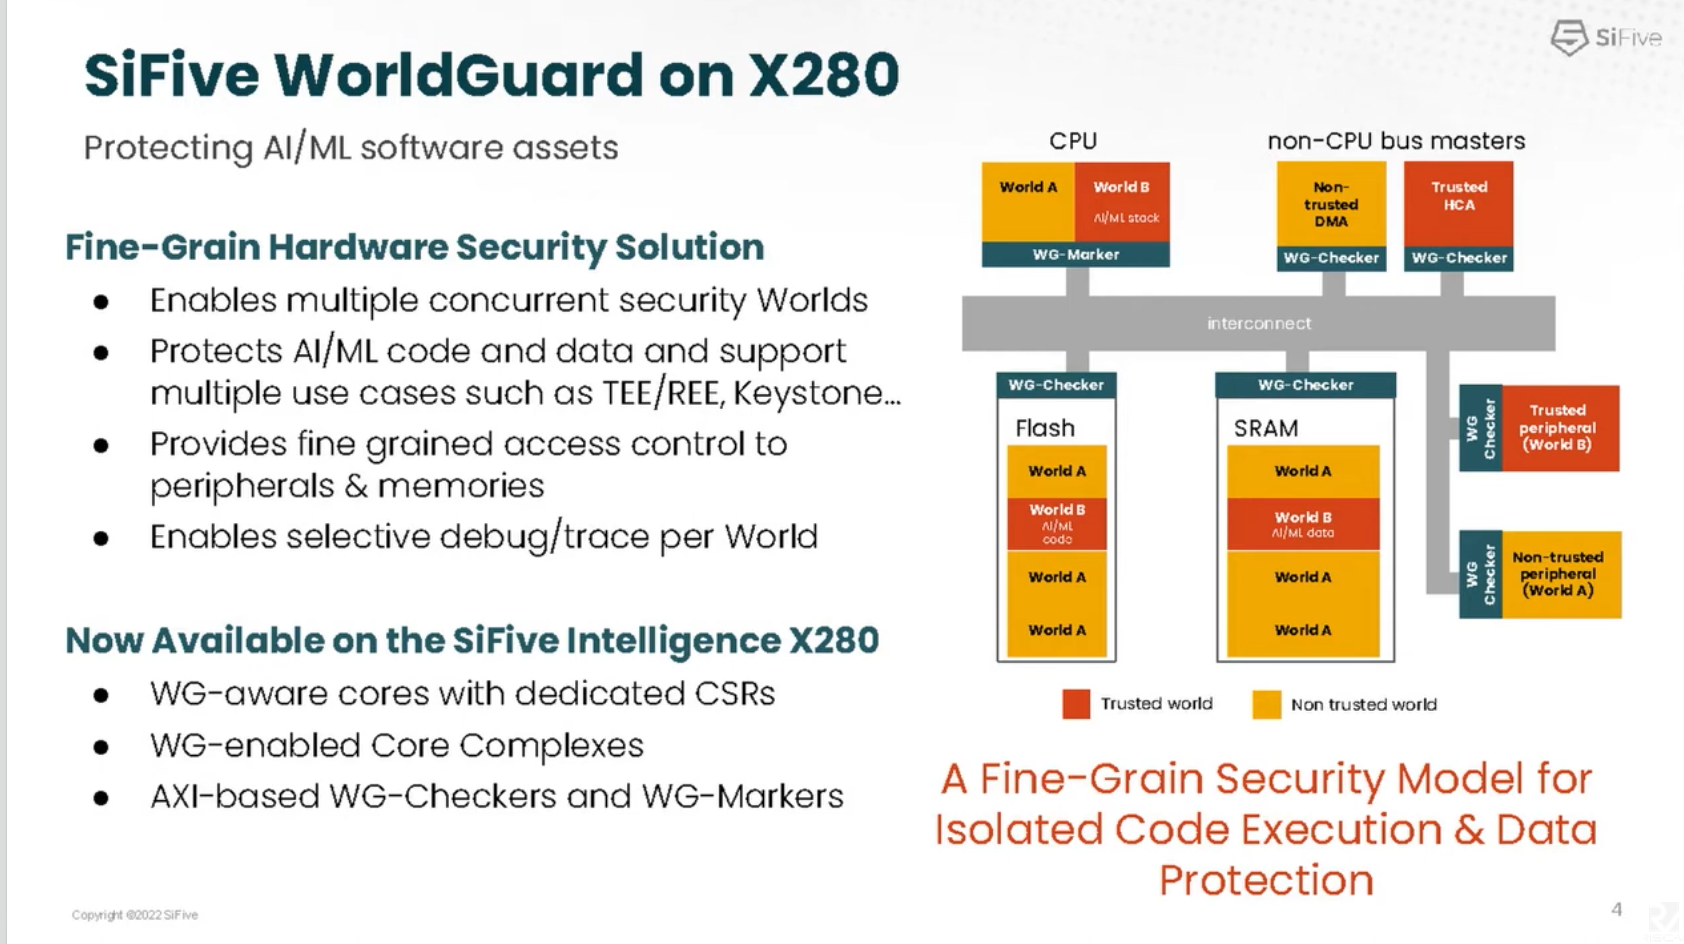 SiFive
SiFive WorldGuard on X280
Protecting AI/ML software assets
Fine-Grain Hardware Security Solution
● Enables multiple concurrent security Worlds
● Protects AI/ML code and data and support
multiple use cases such as TEE/REE, Keystone...
● Provides fine grained access control to
peripherals & memories
● Enables selective debug/trace per World
Now Available on the SiFive Intelligence X280
● WG-aware cores with dedicated CSRs
● WG-enabled Core Complexes
● AXI-based WG-Checkers and WG-Markers
CPU
World A
World B
AI/ML stack
WG-Marker
non-CPU bus masters
Non-
trusted
DMA
WG-Checker
Trusted
HCA
WG-Checker
interconnect
WG-Checker
Flash
World A
World B
AI/ML
code
World A
World A
WG-Checker
SRAM
World A
World B
AI/ML data
World A
World A
WG
Checker
Trusted
peripheral
(World B)
WG
Checker
Non-trusted
peripheral
(World A)
Trusted world
Non trusted world
A Fine-Grain Security Model for
Isolated Code Execution & Data
Protection
Copyright ©2022 SiFive
4